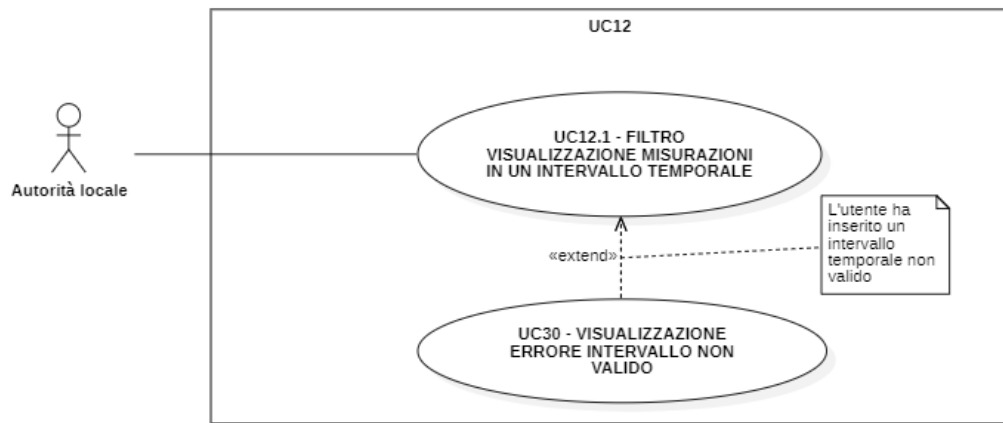 UC12
UC12.1 - FILTRO
VISUALIZZAZIONE MISURAZIONI
IN UN INTERVALLO TEMPORALE
Autorità locale
L'utente ha
inserito un
intervallo
temporale non
valido
«extend»
UC30 - VISUALIZZAZIONE
ERRORE INTERVALLO NON
VALIDO